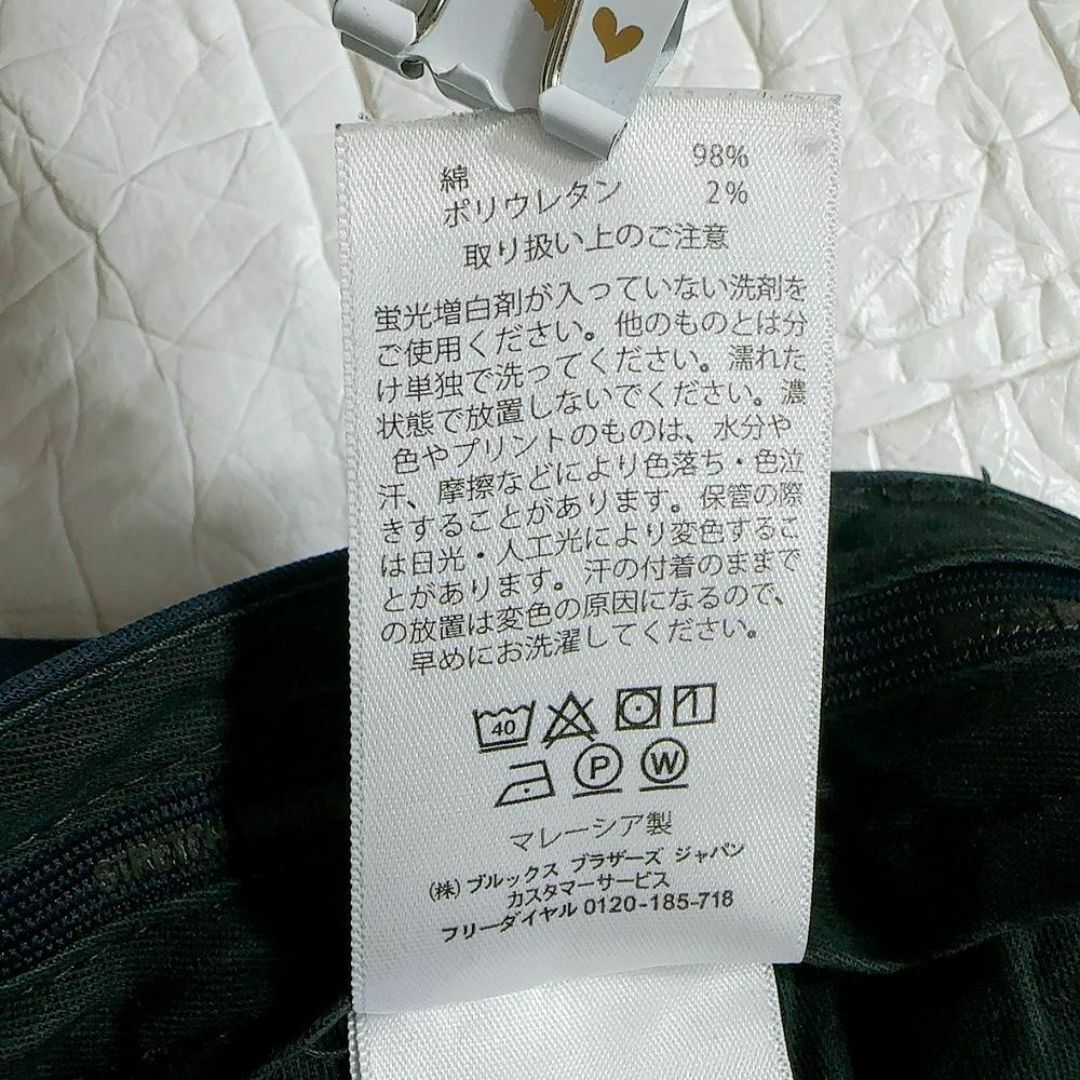 綿 98%
ポリウレタン 2%
取り扱い上のご注意
蛍光増白剤が入っていない洗剤を
ご使用ください。他のものとは分
け単独で洗ってください。濡れた
状態で放置しないでください。濃
色やプリントのものは、水分や
汗、摩擦などにより色落ち・色泣
きすることがあります。保管の際
は日光・人工光により変色するこ
とがあります。汗の付着のままで
の放置は変色の原因になるので、
早めにお洗濯してください。
40
P W
マレーシア製
(株) ブルックス ブラザーズ ジャパン
カスタマーサービス
フリーダイヤル 0120-185-718